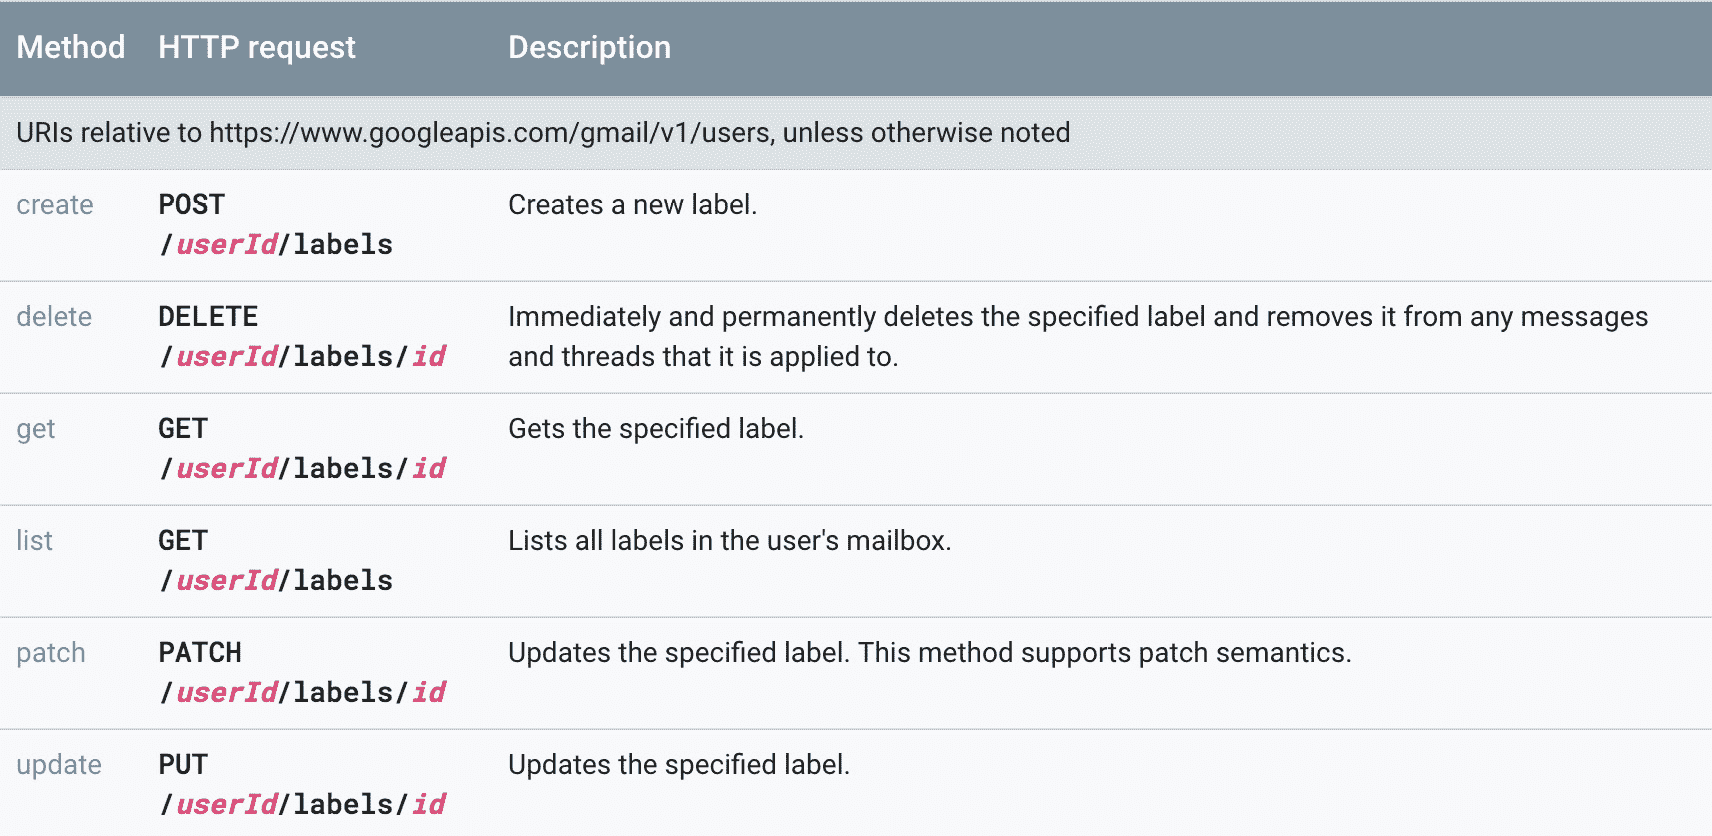 Method HTTP request Description
URIs relative to https://www.googleapis.com/gmail/v1/users, unless otherwise noted
create POST Creates a new label.
/userId/labels
delete DELETE Immediately and permanently deletes the specified label and removes it from any messages
/userId/labels/id and threads that it is applied to.
get GET Gets the specified label.
/userId/labels/id
list GET Lists all labels in the user's mailbox.
/userId/labels
patch PATCH Updates the specified label. This method supports patch semantics.
/userId/labels/id
update PUT Updates the specified label.
/userId/labels/id